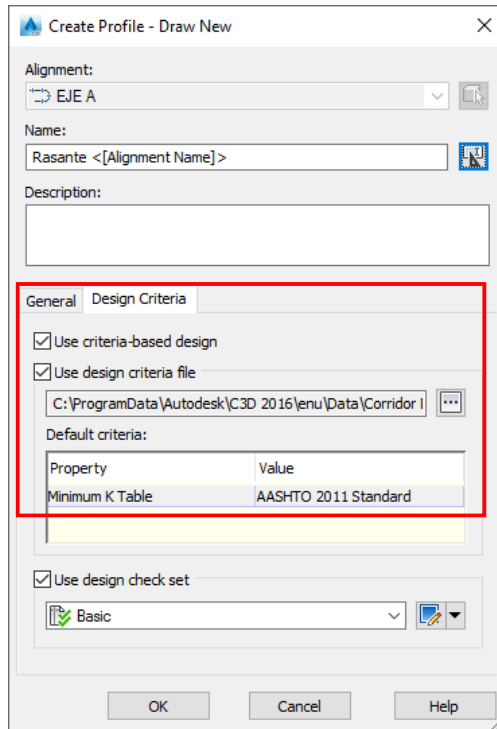 Create Profile - Draw New
Alignment:
EJE A
Name:
Rasante <[Alignment Name]>
Description:
General Design Criteria
Use criteria-based design
Use design criteria file
C:\ProgramData\Autodesk\C3D 2016\enu\Data\Corridor
Default criteria:
Property Value
Minimum K Table AASHTO 2011 Standard
Use design check set
Basic
OK Cancel Help